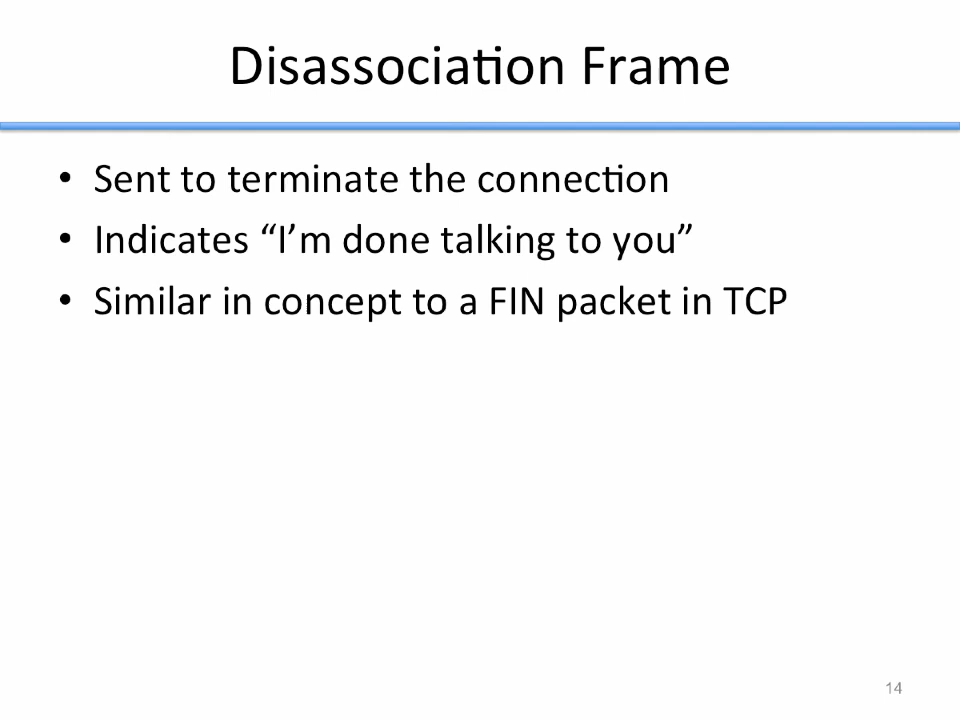 Disassociation Frame
• Sent to terminate the connection
• Indicates “I’m done talking to you”
• Similar in concept to a FIN packet in TCP
14